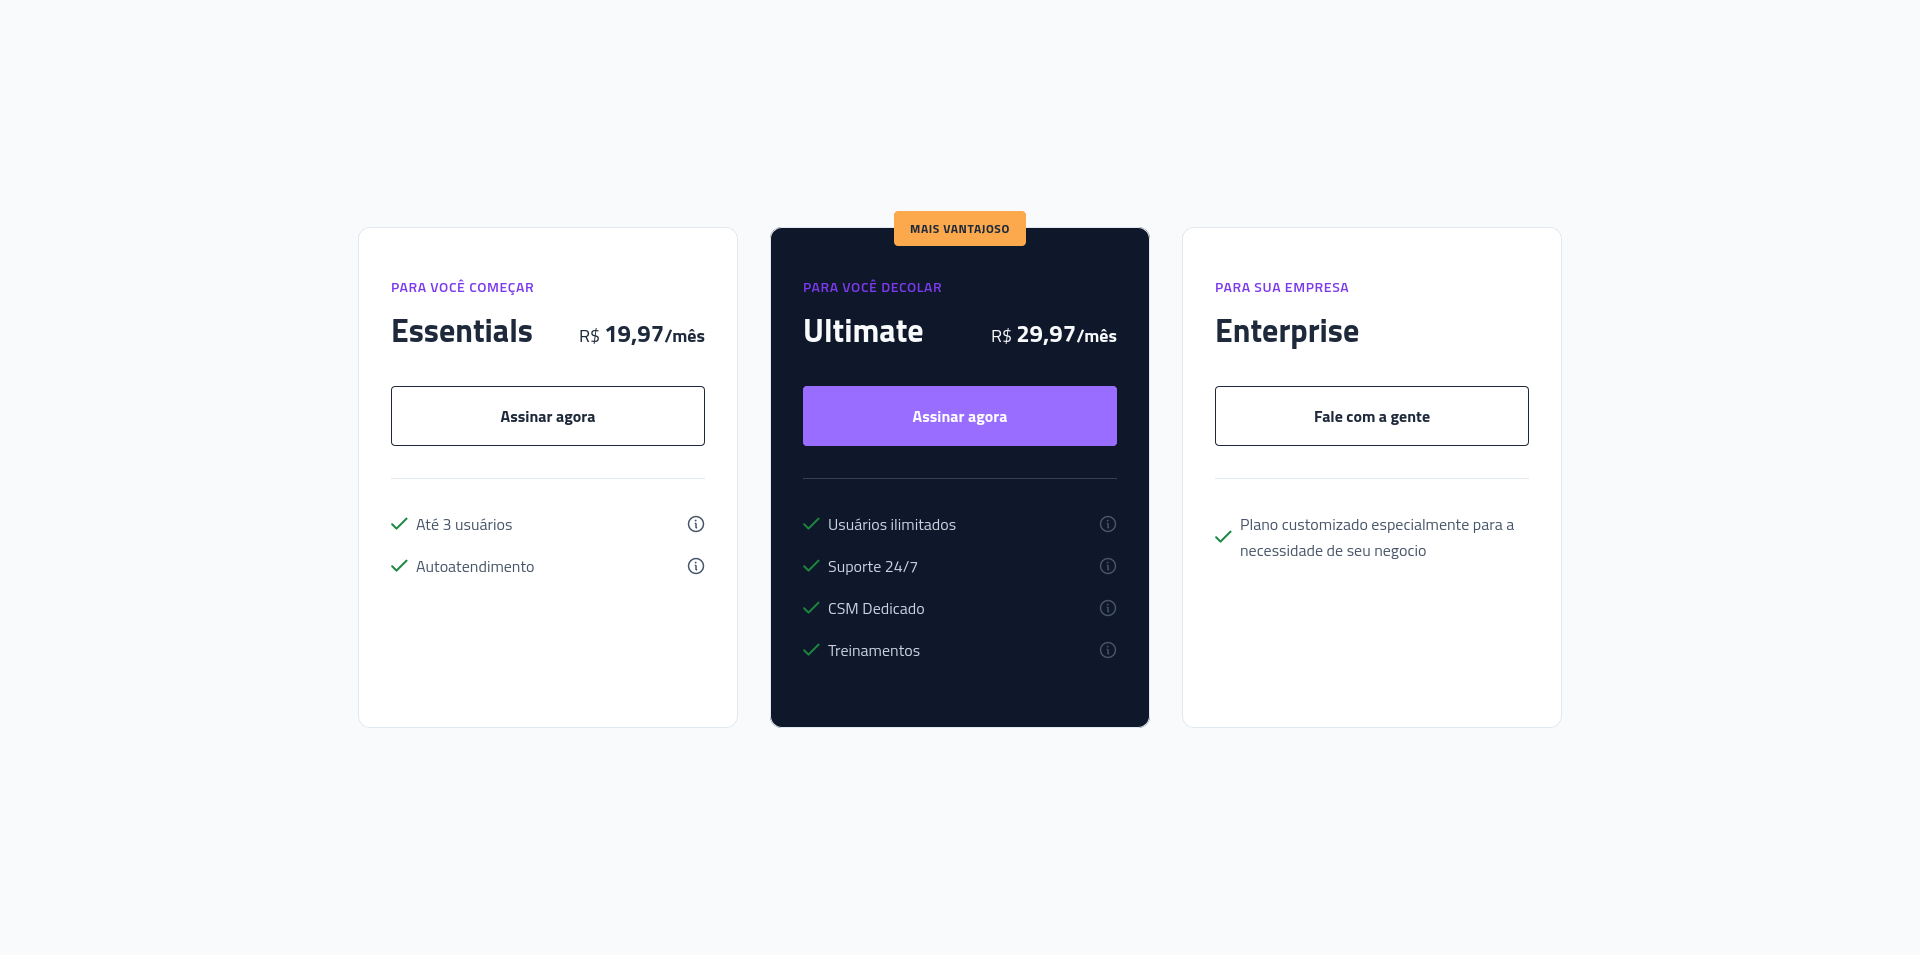 PARA VOCÊ COMEÇAR
Essentials R$ 19,97/mês
Assinar agora
Até 3 usuários
Autoatendimento
MAIS VANTAJOSO
PARA VOCÊ DECOLAR
Ultimate R$ 29,97/mês
Assinar agora
Usuários ilimitados
Suporte 24/7
CSM Dedicado
Treinamentos
PARA SUA EMPRESA
Enterprise
Fale com a gente
Plano customizado especialmente para a
necessidade de seu negocio